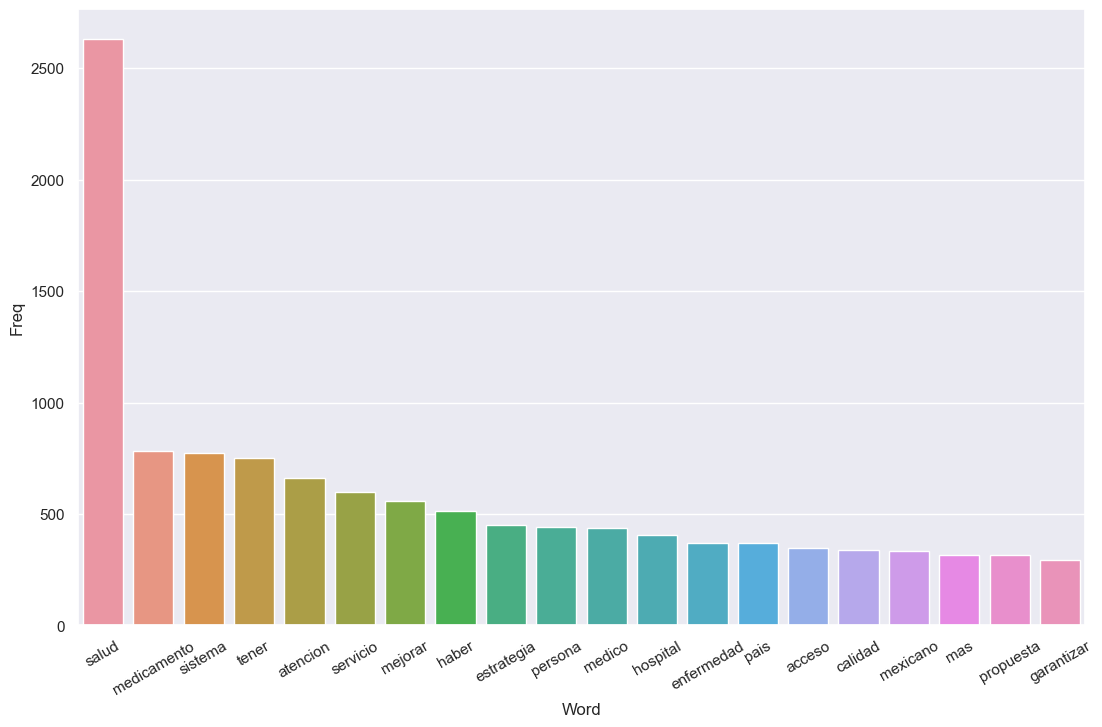 2500
2000
1500
1000
500
0
Freq
salud
medicamento
sistema
tener
atencion
servicio
mejorar
haber
estrategia
persona
medico
hospital
enfermedad
pais
acceso
calidad
mexicano
mas
propuesta
garantizar
Word